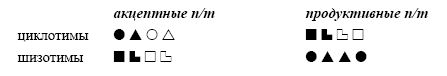 акцептные п/т продуктивные п/т
циклотимы ● ▲ ○ △ ■ ▙ □
шизотимы ■ ▙ □ ● ▲ ▲ ●